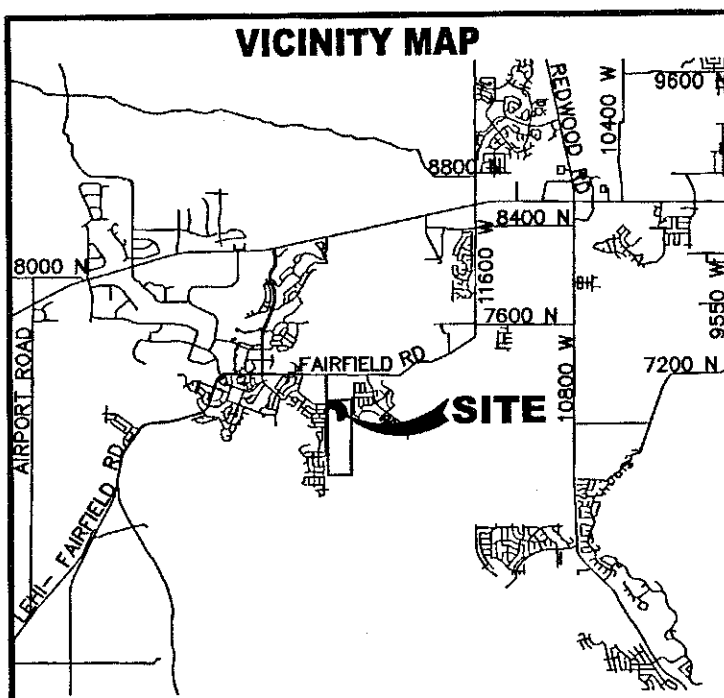 VICINITY MAP
9600 N
REDWOOD RD
10400 W
8800 N
8400 N
8000 N
11600 W
9550 W
7600 N
FAIRFIELD RD
7200 N
10800 W
SITE
AIRPORT ROAD
LEHI- FAIRFIELD RD